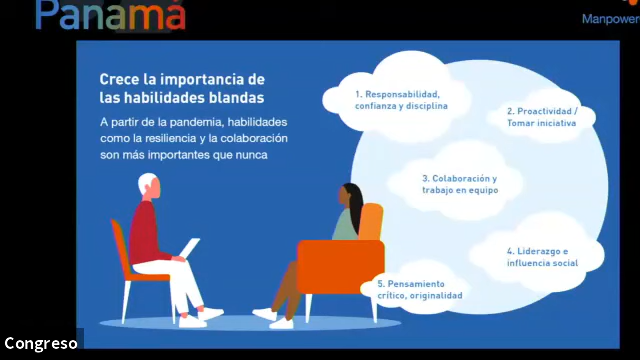 Panamá
Manpower
Crece la importancia de
las habilidades blandas
A partir de la pandemia, habilidades
como la resiliencia y la colaboración
son más importantes que nunca
1. Responsabilidad,
confianza y disciplina
2. Proactividad /
Tomar iniciativa
3. Colaboración y
trabajo en equipo
4. Liderazgo e
influencia social
5. Pensamiento
crítico, originalidad
Congreso